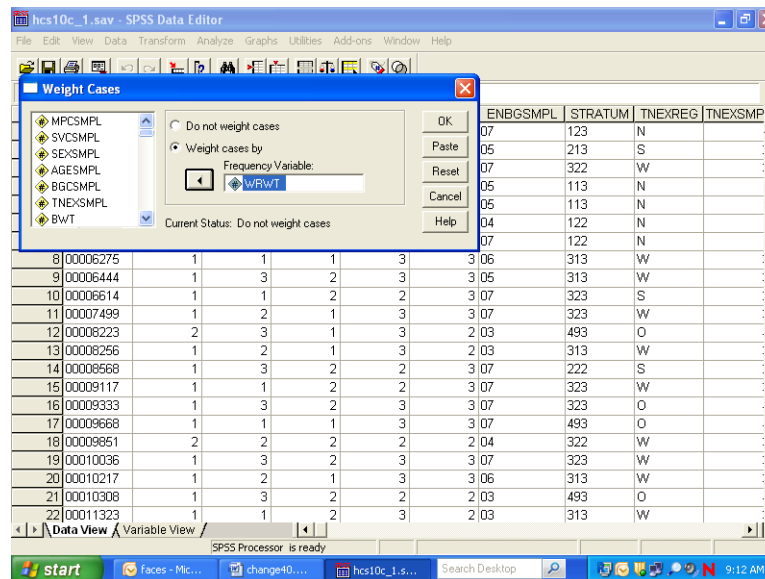 hcs10c_1.sav - SPSS Data Editor
File Edit View Data Transform Analyze Graphs Utilities Add-ons Window Help
Weight Cases
MPCSMPL
SVCSMPL
SEXSMPL
AGESMPL
BGCSMPL
TNEXSMPL
BWT
Do not weight cases
Weight cases by
Frequency Variable:
WRWT
Current Status: Do not weight cases
OK
Paste
Reset
Cancel
Help
ENBGSMPL STRATUM TNEXREG TNEXSMP
07 123 N
05 213 S
07 322 W
05 113 N
05 113 N
04 122 N
07 122 N
8 00006275 1 1 1 3 3 06 313 W
9 00006444 1 3 2 3 3 05 313 W
10 00006614 1 1 2 2 3 07 323 S
11 00007499 1 2 1 3 3 07 323 W
12 00008223 2 3 1 3 2 03 493 O
13 00008256 1 2 1 3 2 03 313 W
14 00008568 1 3 2 2 3 07 222 S
15 00009117 1 1 2 2 3 07 323 W
16 00009333 1 3 2 3 3 07 323 O
17 00009668 1 1 1 3 3 07 493 O
18 00009851 2 2 2 2 2 04 322 W
19 00010036 1 3 2 3 3 07 323 W
20 00010217 1 2 1 3 3 06 313 W
21 00010308 1 3 2 2 2 03 493 O
22 00011323 1 1 2 3 2 03 313 W
Data View Variable View
SPSS Processor is ready
start faces - Mic... change40.... hcs10c_1.s... Search Desktop N 9:12 AM